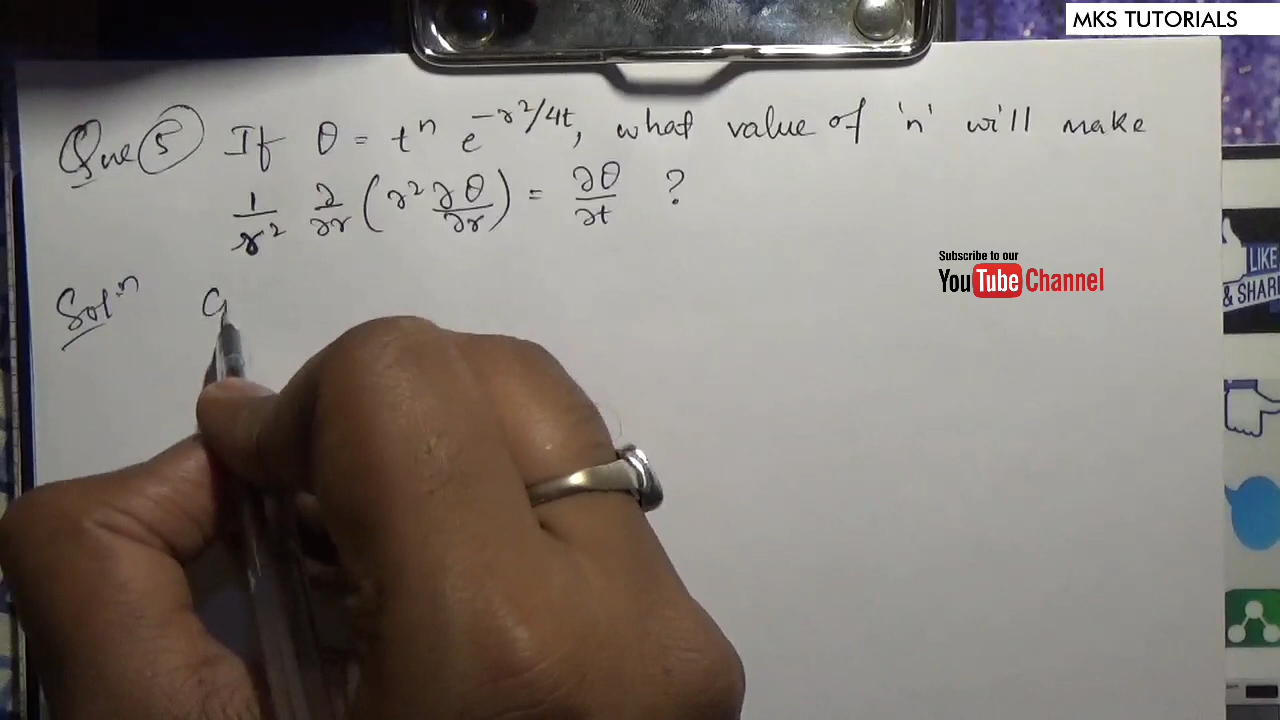 MKS TUTORIALS
Que 5 If θ = tⁿ e^{-r²/4t}, what value of 'n' will make
1/r² ∂/∂r (r² ∂θ/∂r) = ∂θ/∂t ?
Subscribe to our
YouTube Channel
LIKE
& SHARE
Solⁿ G